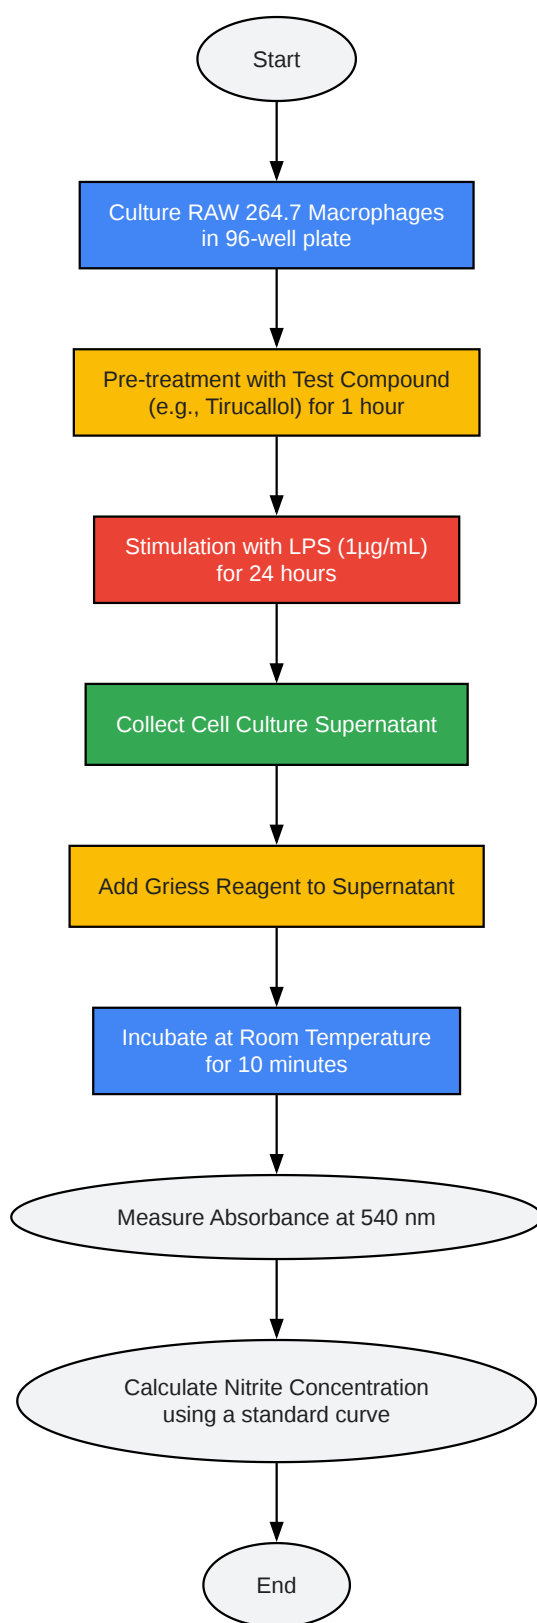 Start
Culture RAW 264.7 Macrophages
in 96-well plate
Pre-treatment with Test Compound
(e.g., Tirucallol) for 1 hour
Stimulation with LPS (1µg/mL)
for 24 hours
Collect Cell Culture Supernatant
Add Griess Reagent to Supernatant
Incubate at Room Temperature
for 10 minutes
Measure Absorbance at 540 nm
Calculate Nitrite Concentration
using a standard curve
End